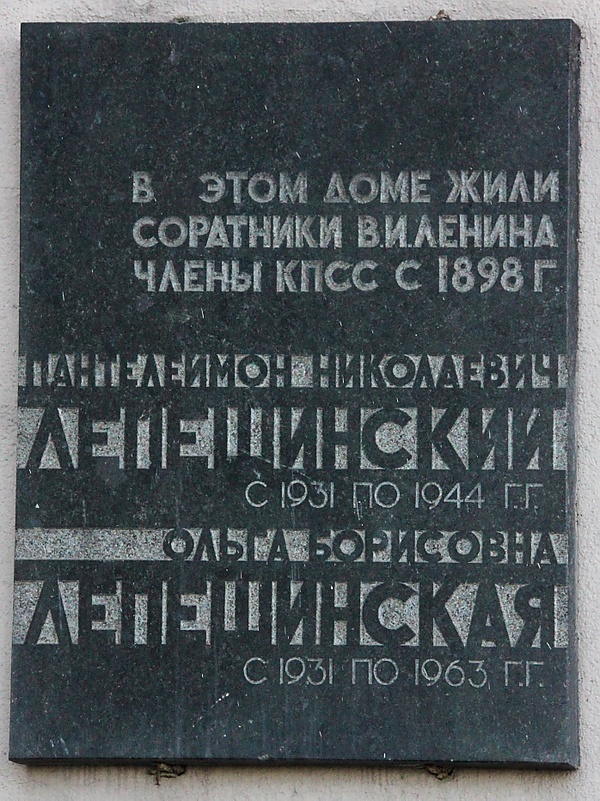 В ЭТОМ ДОМЕ ЖИЛИ
СОРАТНИКИ В.И.ЛЕНИНА
ЧЛЕНЫ КПСС С 1898 Г.
ПАНТЕЛЕИМОН НИКОЛАЕВИЧ
ЛЕПЕШИНСКИЙ
С 1931 ПО 1944 Г.Г.
ОЛЬГА БОРИСОВНА
ЛЕПЕШИНСКАЯ
С 1931 ПО 1963 Г.Г.